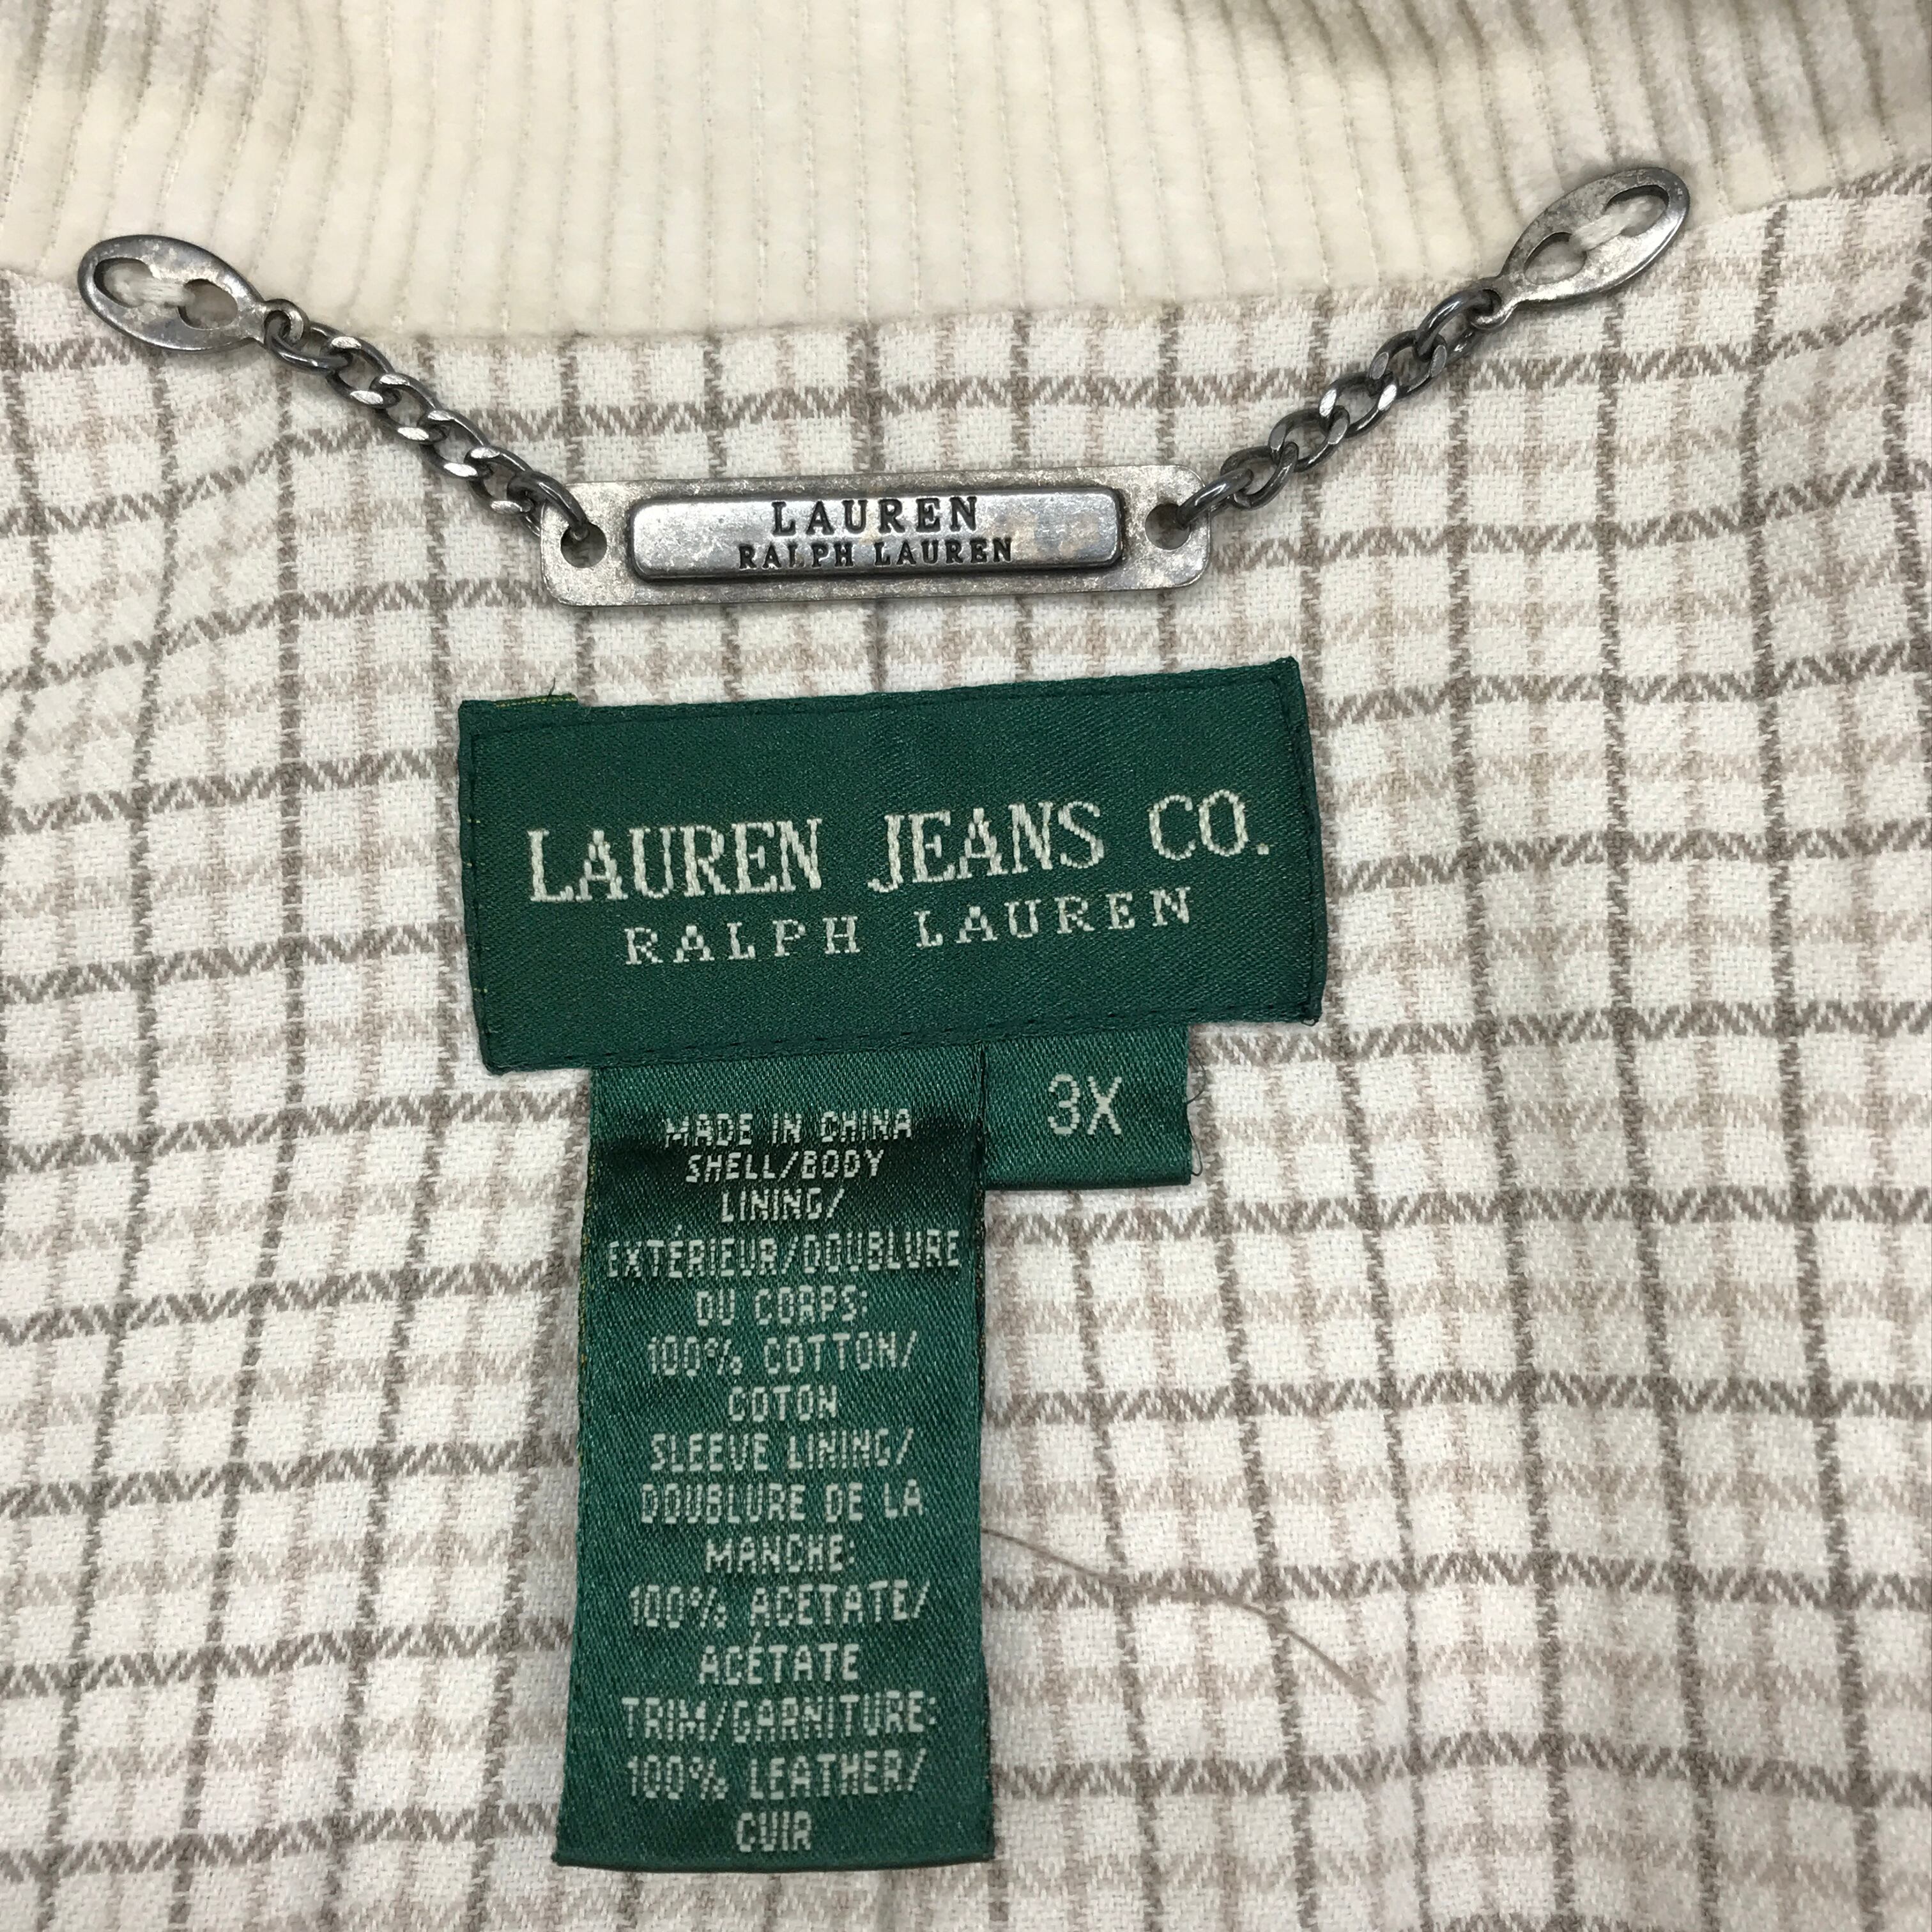 LAUREN
RALPH LAUREN
LAUREN JEANS CO.
RALPH LAUREN
3X
MADE IN CHINA
SHELL/BODY
LINING/
EXTÉRIEUR/DOUBLURE
DU CORPS:
100% COTTON/
COTON
SLEEVE LINING/
DOUBLURE DE LA
MANCHE:
100% ACETATE/
ACÉTATE
TRIM/GARNITURE:
100% LEATHER/
CUIR